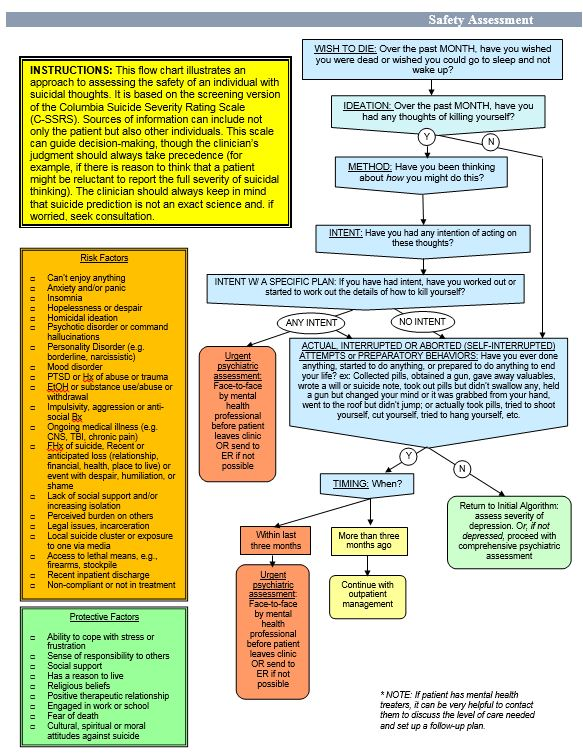 Safety Assessment
INSTRUCTIONS: This flow chart illustrates an
approach to assessing the safety of an individual with
suicidal thoughts. It is based on the screening version
of the Columbia Suicide Severity Rating Scale
(C-SSRS). Sources of information can include not
only the patient but also other individuals. This scale
can guide decision-making, though the clinician's
judgment should always take precedence (for
example, if there is reason to think that a patient
might be reluctant to report the full severity of suicidal
thinking). The clinician should always keep in mind
that suicide prediction is not an exact science and. if
worried, seek consultation.
WISH TO DIE: Over the past MONTH, have you wished
you were dead or wished you could go to sleep and not
wake up?
IDEATION: Over the past MONTH, have you
had any thoughts of killing yourself?
Y
N
METHOD: Have you been thinking
about how you might do this?
INTENT: Have you had any intention of acting on
these thoughts?
INTENT W/ A SPECIFIC PLAN: If you have had intent, have you worked out or
started to work out the details of how to kill yourself?
ANY INTENT
NO INTENT
Urgent
psychiatric
assessment:
Face-to-face
by mental
health
professional
before patient
leaves clinic
OR send to
ER if not
possible
ACTUAL, INTERRUPTED OR ABORTED (SELF-INTERRUPTED)
ATTEMPTS or PREPARATORY BEHAVIORS: Have you ever done
anything, started to do anything, or prepared to do anything to end
your life? ex: Collected pills, obtained a gun, gave away valuables,
wrote a will or suicide note, took out pills but didn't swallow any, held
a gun but changed your mind or it was grabbed from your hand,
went to the roof but didn't jump; or actually took pills, tried to shoot
yourself, cut yourself, tried to hang yourself, etc.
Y
N
TIMING: When?
Within last
three months
More than three
months ago
Urgent
psychiatric
assessment:
Face-to-face
by mental
health
professional
before patient
leaves clinic
OR send to
ER if not
possible
Continue with
outpatient
management
Return to Initial Algorithm:
assess severity of
depression. Or, if not
depressed, proceed with
comprehensive psychiatric
assessment
Risk Factors
Can't enjoy anything
Anxiety and/or panic
Insomnia
Hopelessness or despair
Homicidal ideation
Psychotic disorder or command
hallucinations
Personality Disorder (e.g.
borderline, narcissistic)
Mood disorder
PTSD or Hx of abuse or trauma
EtOH or substance use/abuse or
withdrawal
Impulsivity, aggression or anti-
social Bx
Ongoing medical illness (e.g.
CNS, TBI, chronic pain)
FHx of suicide, Recent or
anticipated loss (relationship,
financial, health, place to live) or
event with despair, humiliation, or
shame
Lack of social support and/or
increasing isolation
Perceived burden on others
Legal issues, incarceration
Local suicide cluster or exposure
to one via media
Access to lethal means, e.g.,
firearms, stockpile
Recent inpatient discharge
Non-compliant or not in treatment
Protective Factors
Ability to cope with stress or
frustration
Sense of responsibility to others
Social support
Has a reason to live
Religious beliefs
Positive therapeutic relationship
Engaged in work or school
Fear of death
Cultural, spiritual or moral
attitudes against suicide
* NOTE: If patient has mental health
treaters, it can be very helpful to contact
them to discuss the level of care needed
and set up a follow-up plan.